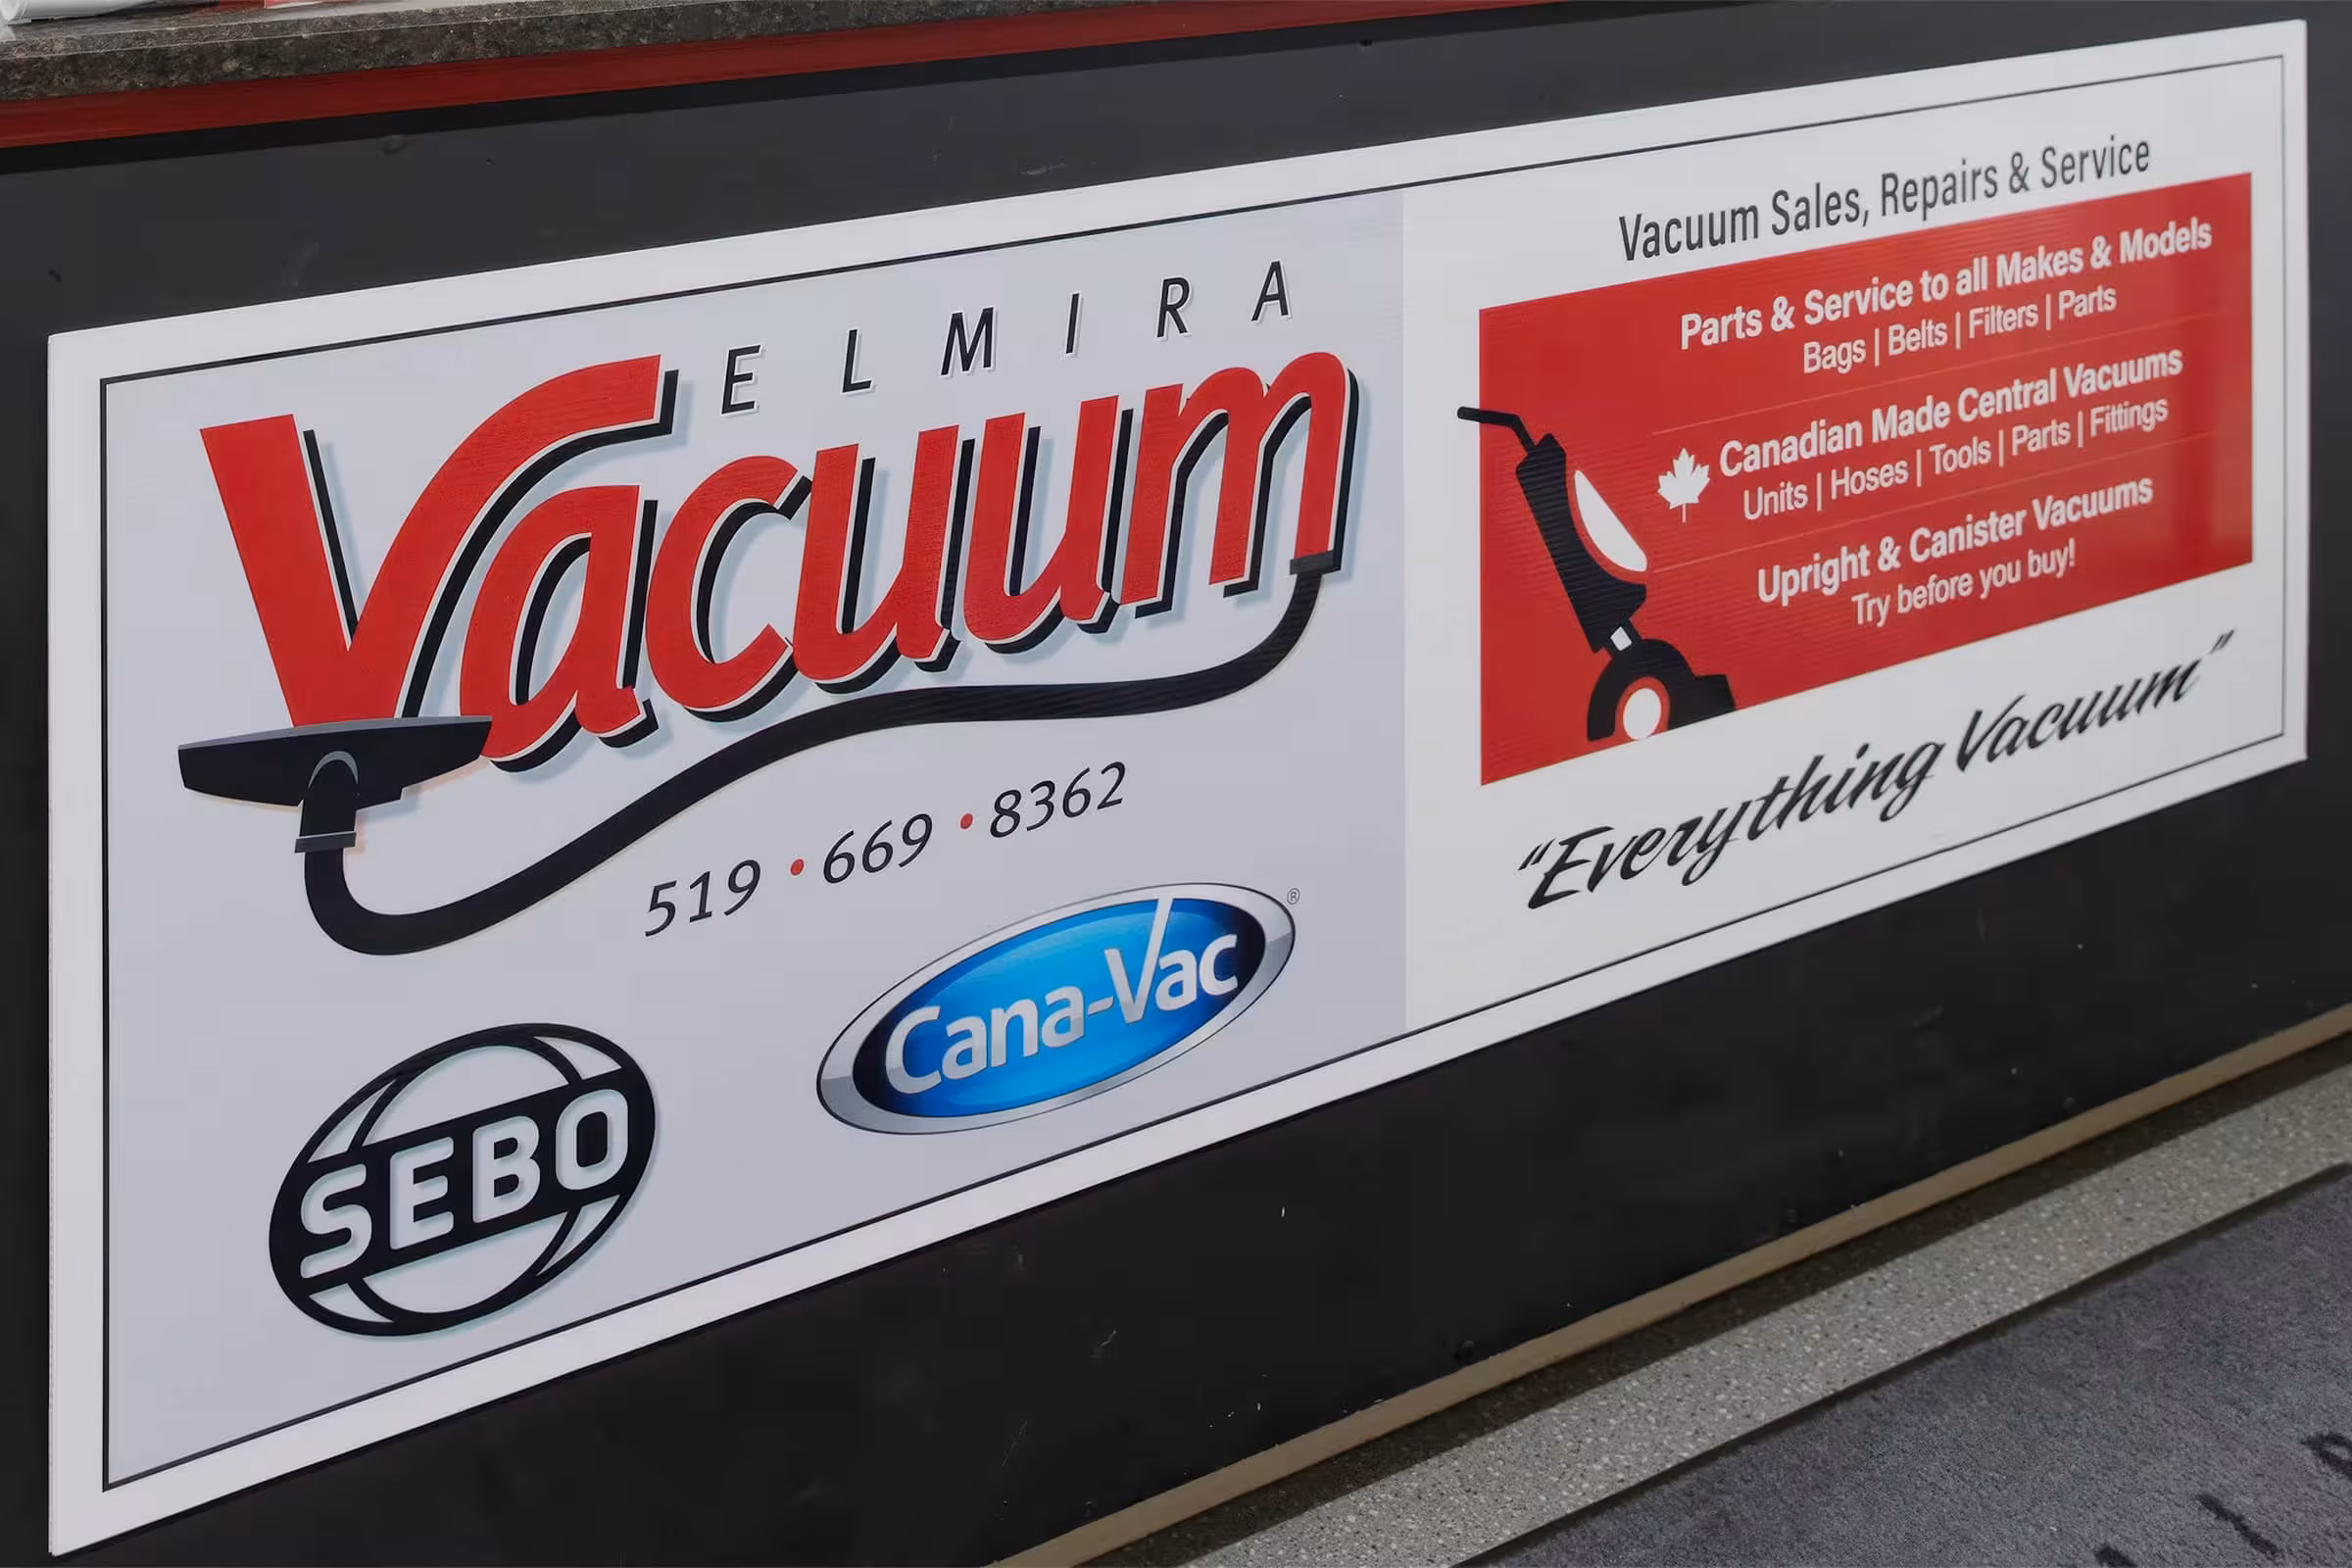 ELMIRA
Vacuum
519 • 669 • 8362
Cana-Vac®
SEBO
Vacuum Sales, Repairs & Service
Parts & Service to all Makes & Models
Bags | Belts | Filters | Parts
Canadian Made Central Vacuums
Units | Hoses | Tools | Parts | Fittings
Upright & Canister Vacuums
Try before you buy!
"Everything Vacuum"